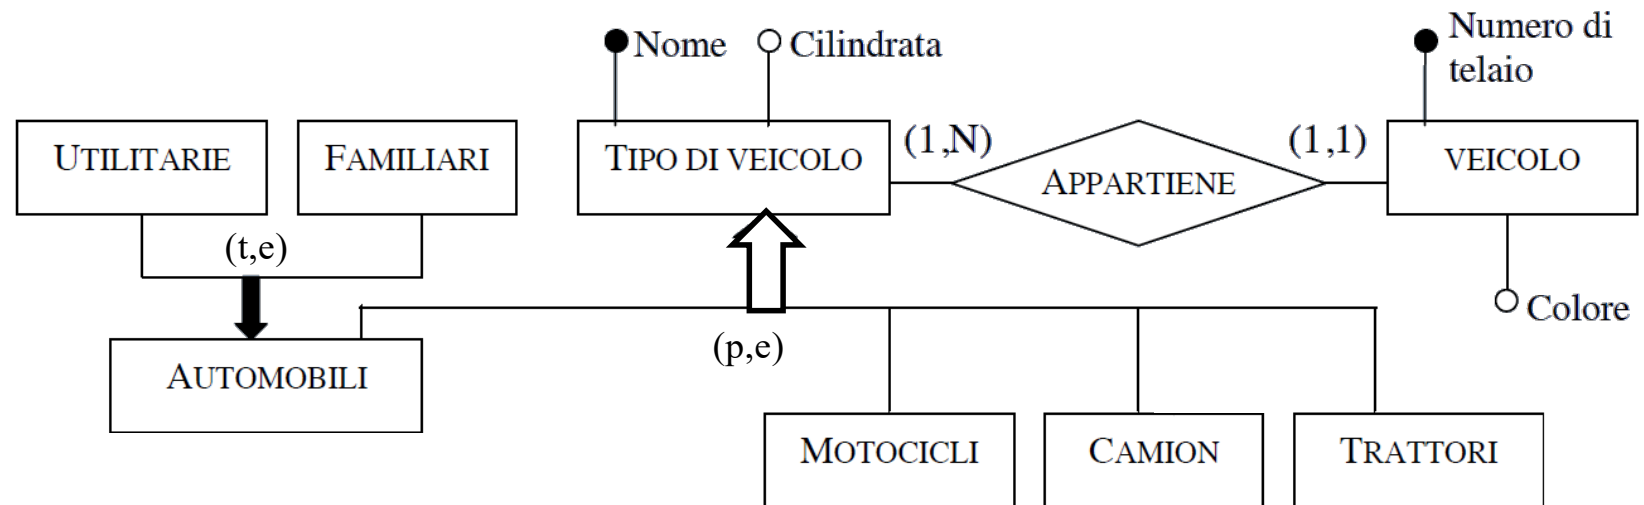 Nome
Cilindrata
Numero di
telaio
UTILITARIE
FAMILIARI
TIPO DI VEICOLO
(1,N)
APPARTIENE
(1,1)
VEICOLO
(t,e)
Colore
(p,e)
AUTOMOBILI
MOTOCICLI
CAMION
TRATTORI